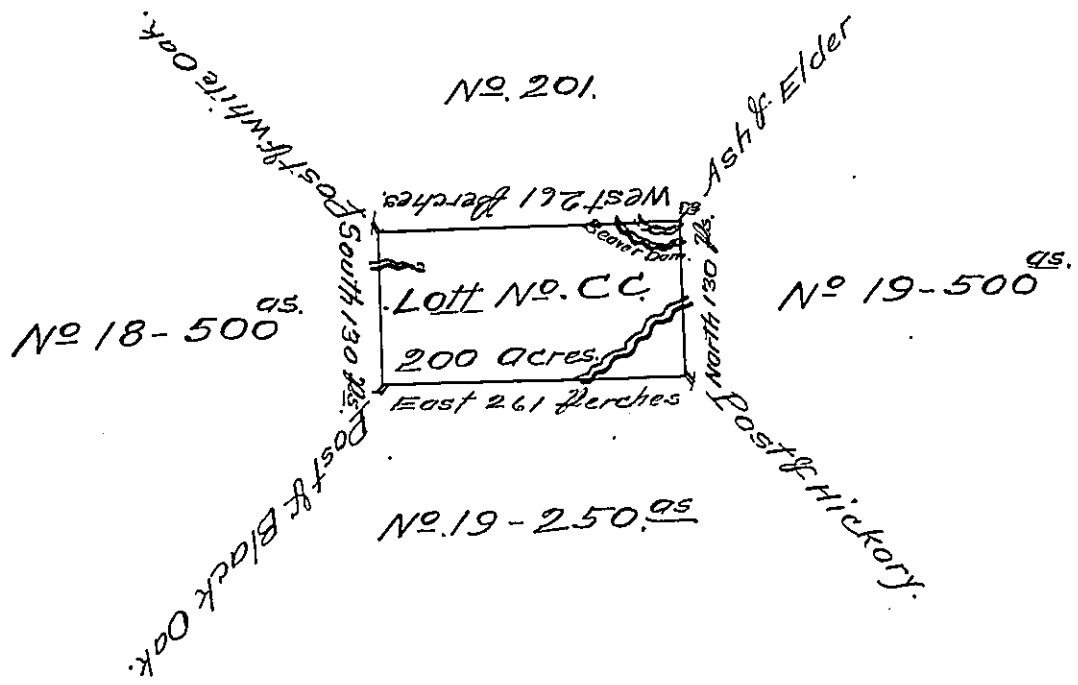 Post & white Oak.
No. 201.
Ash & Elder
West 261 perches.
Beaver Dam.
South 130 Ps.
Lott No. CC.
North 130 Ps.
No 18-500 as.
No 19-500 as.
200 Acres.
East 261 perches
Post & Black Oak.
Post & Hickory.
No. 19-250. as